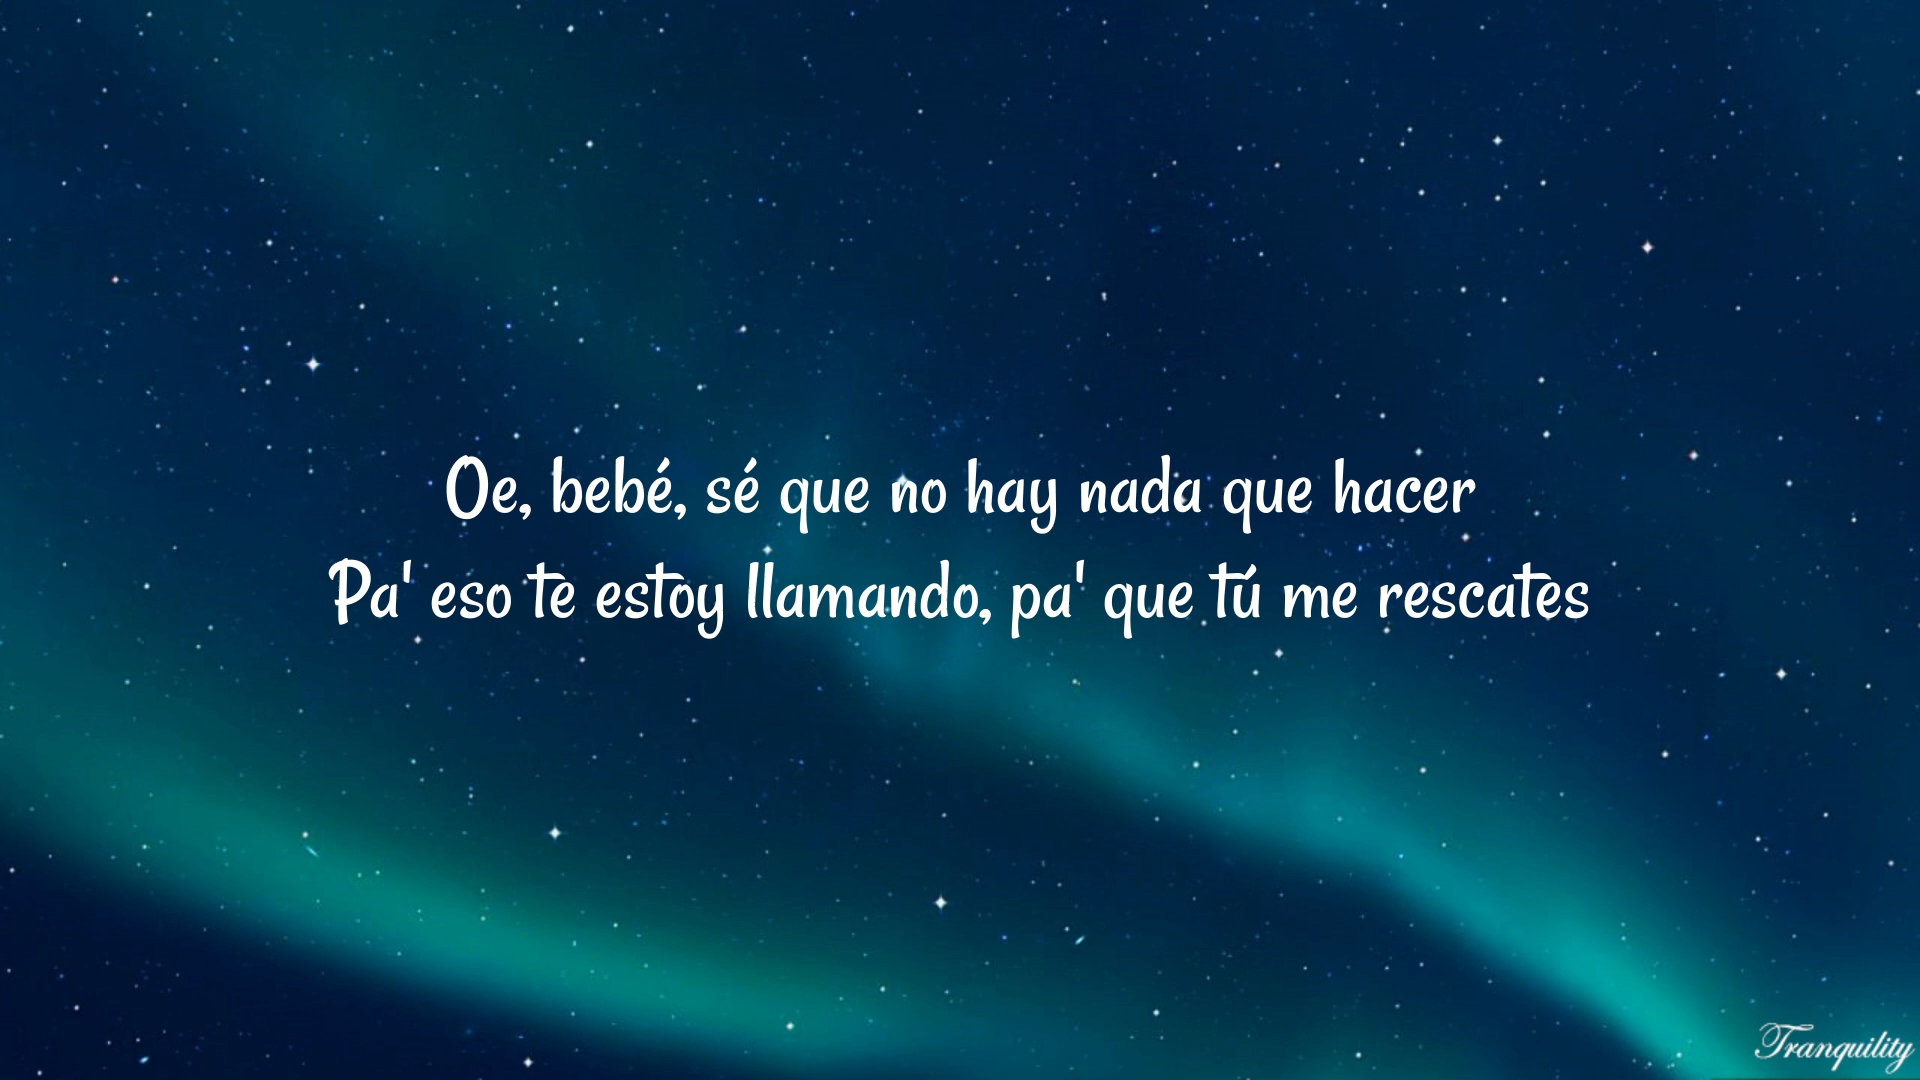 Oe, bebé, sé que no hay nada que hacer
Pa' eso te estoy llamando, pa' que tú me rescates
Tranquility